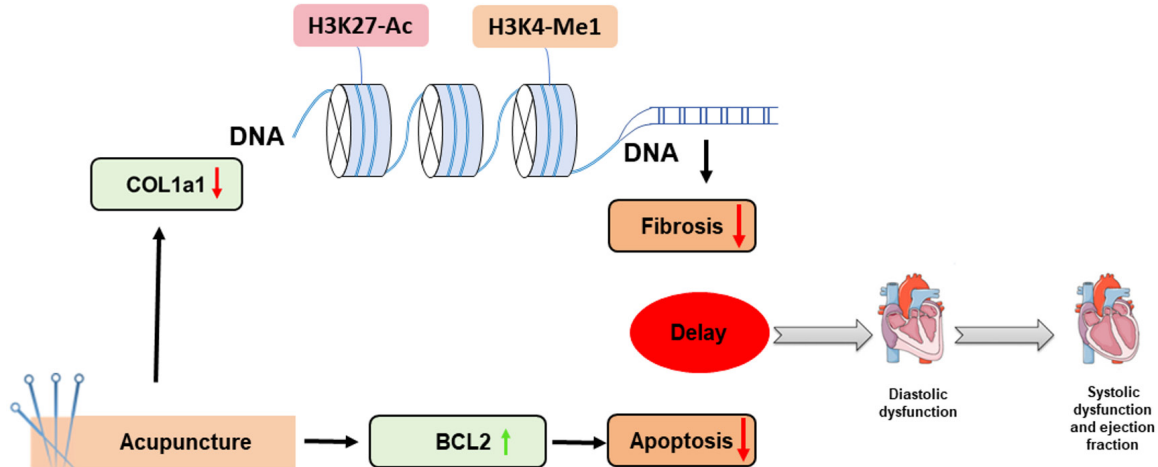 H3K27-Ac
H3K4-Me1
DNA
DNA
COL1a1
Fibrosis
Delay
Diastolic
dysfunction
Systolic
dysfunction
and ejection
fraction
Acupuncture
BCL2
Apoptosis